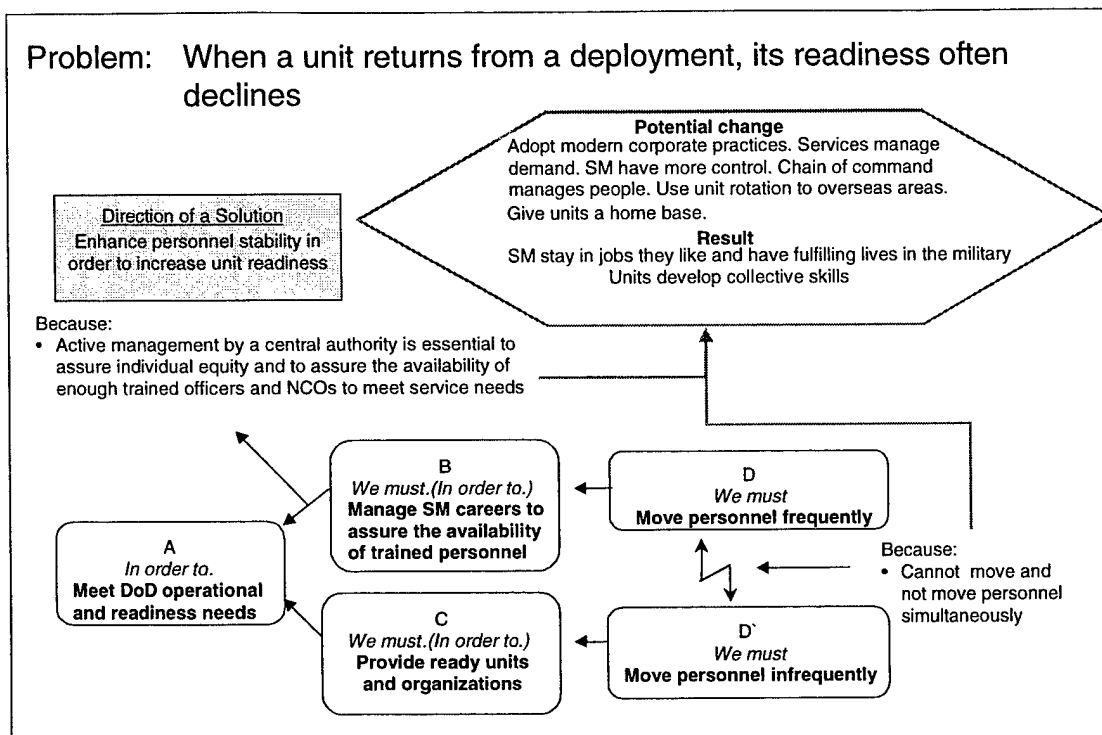 Problem: When a unit returns from a deployment, its readiness often
declines
Potential change
Adopt modern corporate practices. Services manage
demand. SM have more control. Chain of command
manages people. Use unit rotation to overseas areas.
Give units a home base.
Result
SM stay in jobs they like and have fulfilling lives in the military
Units develop collective skills
Direction of a Solution
Enhance personnel stability in
order to increase unit readiness
Because:
• Active management by a central authority is essential to
assure individual equity and to assure the availability of
enough trained officers and NCOs to meet service needs
B
We must.(In order to.)
Manage SM careers to
assure the availability
of trained personnel
D
We must
Move personnel frequently
A
In order to.
Meet DoD operational
and readiness needs
Because:
• Cannot move and
not move personnel
simultaneously
C
We must.(In order to.)
Provide ready units
and organizations
D`
We must
Move personnel infrequently